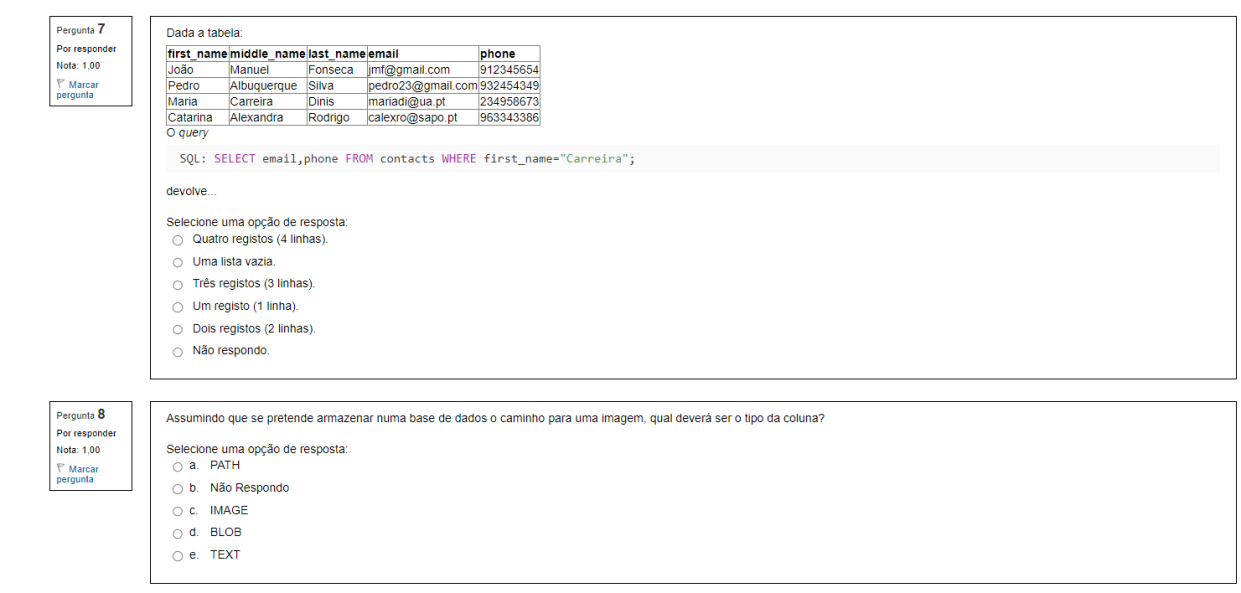 Pergunta 7
Por responder
Nota: 1,00
Marcar
pergunta
Dada a tabela:
first_name middle_name last_name email phone
João Manuel Fonseca jmf@gmail.com 912345654
Pedro Albuquerque Silva pedro23@gmail.com 932454349
Maria Carreira Dinis mariadi@ua.pt 234958673
Catarina Alexandra Rodrigo calexro@sapo.pt 963343386
O query
SQL: SELECT email,phone FROM contacts WHERE first_name="Carreira";
devolve...
Selecione uma opção de resposta:
Quatro registos (4 linhas).
Uma lista vazia.
Três registos (3 linhas).
Um registo (1 linha).
Dois registos (2 linhas).
Não respondo.
Pergunta 8
Por responder
Nota: 1,00
Marcar
pergunta
Assumindo que se pretende armazenar numa base de dados o caminho para uma imagem, qual deverá ser o tipo da coluna?
Selecione uma opção de resposta:
a. PATH
b. Não Respondo
c. IMAGE
d. BLOB
e. TEXT